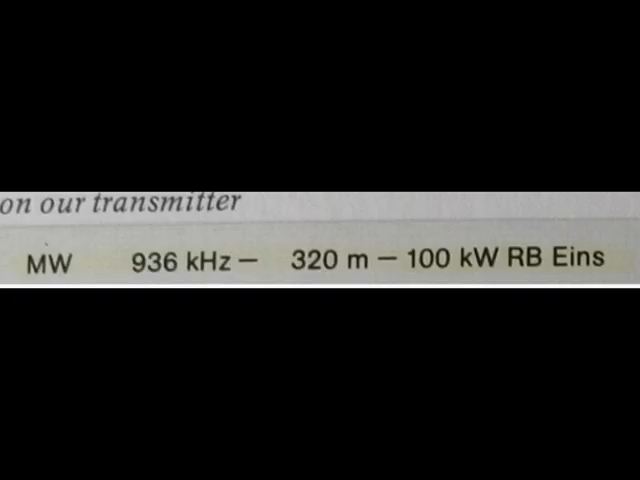 on our transmitter
MW 936 kHz – 320 m – 100 kW RB Eins